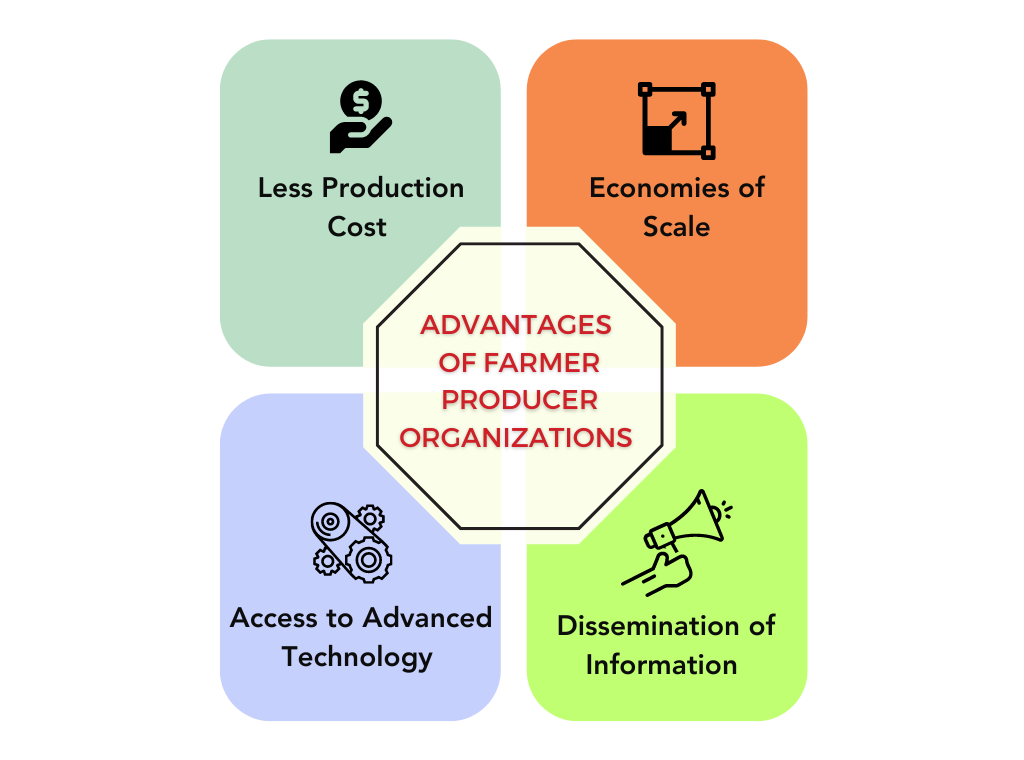 Less Production
Cost
Economies of
Scale
ADVANTAGES
OF FARMER
PRODUCER
ORGANIZATIONS
Access to Advanced
Technology
Dissemination of
Information